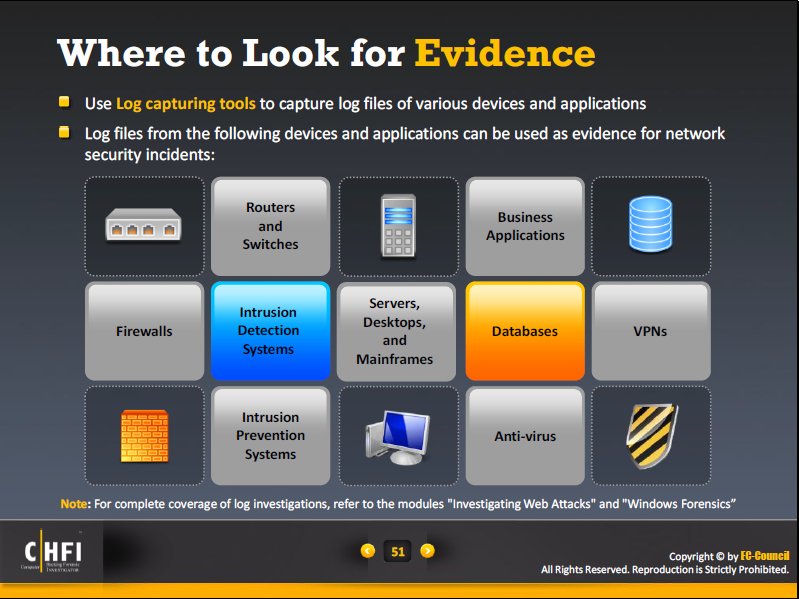 Where to Look for Evidence
Use Log capturing tools to capture log files of various devices and applications
Log files from the following devices and applications can be used as evidence for network
security incidents:
Routers
and
Switches
Business
Applications
Firewalls
Intrusion
Detection
Systems
Servers,
Desktops,
and
Mainframes
Databases
VPNs
Intrusion
Prevention
Systems
Anti-virus
Note: For complete coverage of log investigations, refer to the modules "Investigating Web Attacks" and "Windows Forensics”
CHFI
Computer Hacking Forensic
INVESTIGATOR
51
Copyright © by EC-Council
All Rights Reserved. Reproduction is Strictly Prohibited.